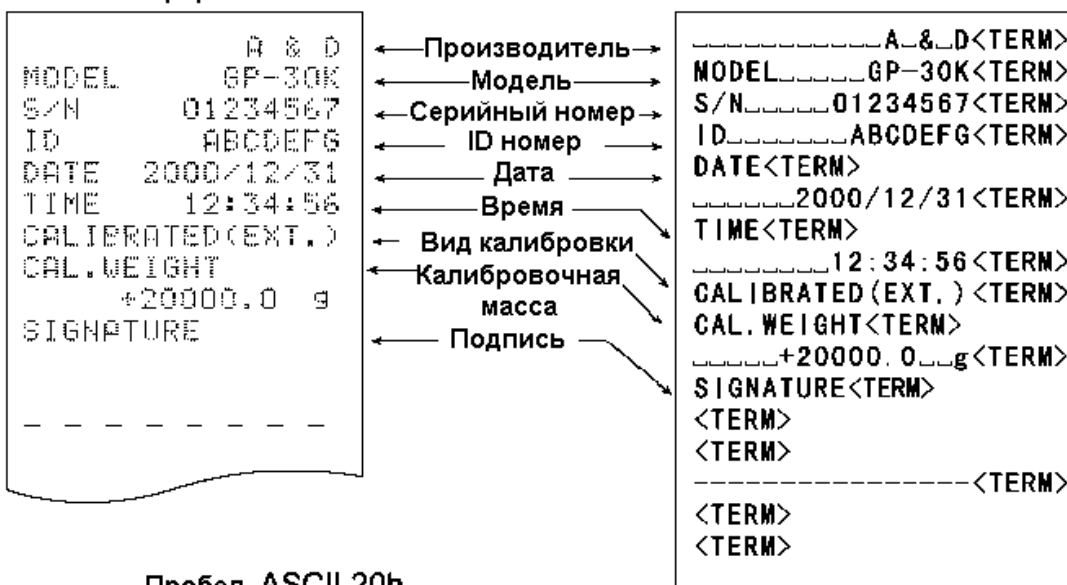 A & D
MODEL GP-30K
S/N 01234567
ID ABCDEFG
DATE 2000/12/31
TIME 12:34:56
CALIBRATED(EXT.)
CAL.WEIGHT
+20000.0 g
SIGNATURE
- - - - - - - - -
Производитель
Модель
Серийный номер
ID номер
Дата
Время
Вид калибровки
Калибровочная
масса
Подпись
␣␣␣␣␣␣␣␣␣␣␣A␣&␣D<TERM>
MODEL␣␣␣␣␣GP-30K<TERM>
S/N␣␣␣␣␣01234567<TERM>
ID␣␣␣␣␣␣␣ABCDEFG<TERM>
DATE<TERM>
␣␣␣␣␣␣2000/12/31<TERM>
TIME<TERM>
␣␣␣␣␣␣␣␣12:34:56<TERM>
CALIBRATED(EXT.)<TERM>
CAL.WEIGHT<TERM>
␣␣␣␣␣+20000.0␣␣g<TERM>
SIGNATURE<TERM>
<TERM>
<TERM>
----------------<TERM>
<TERM>
<TERM>
Пробел, ASCII 20h